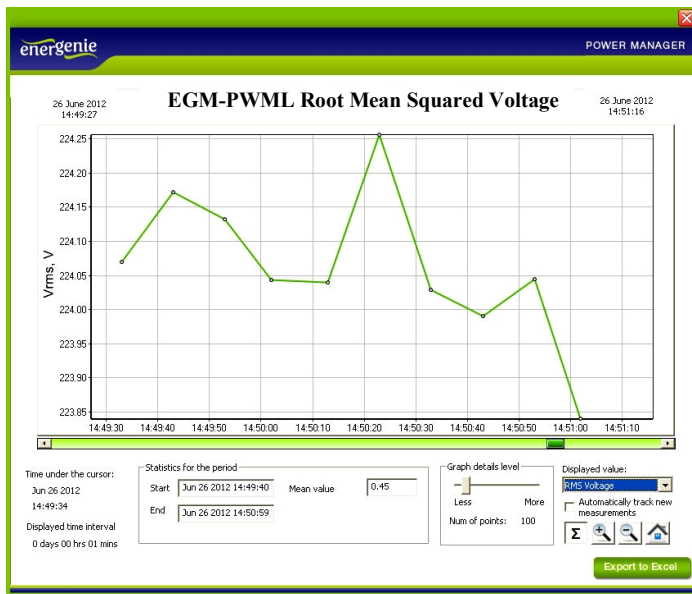 energenie
POWER MANAGER
26 June 2012
14:49:27
EGM-PWML Root Mean Squared Voltage
26 June 2012
14:51:16
Vrms, V
224.25
224.20
224.15
224.10
224.05
224.00
223.95
223.90
223.85
14:49:30 14:49:40 14:49:50 14:50:00 14:50:10 14:50:20 14:50:30 14:50:40 14:50:50 14:51:00 14:51:10
Time under the cursor:
Jun 26 2012
14:49:34
Displayed time interval
0 days 00 hrs 01 mins
Statistics for the period
Start Jun 26 2012 14:49:40 Mean value 0.45
End Jun 26 2012 14:50:59
Graph details level
Less More
Num of points: 100
Displayed value:
RMS Voltage
Automatically track new
measurements
Σ
Export to Excel